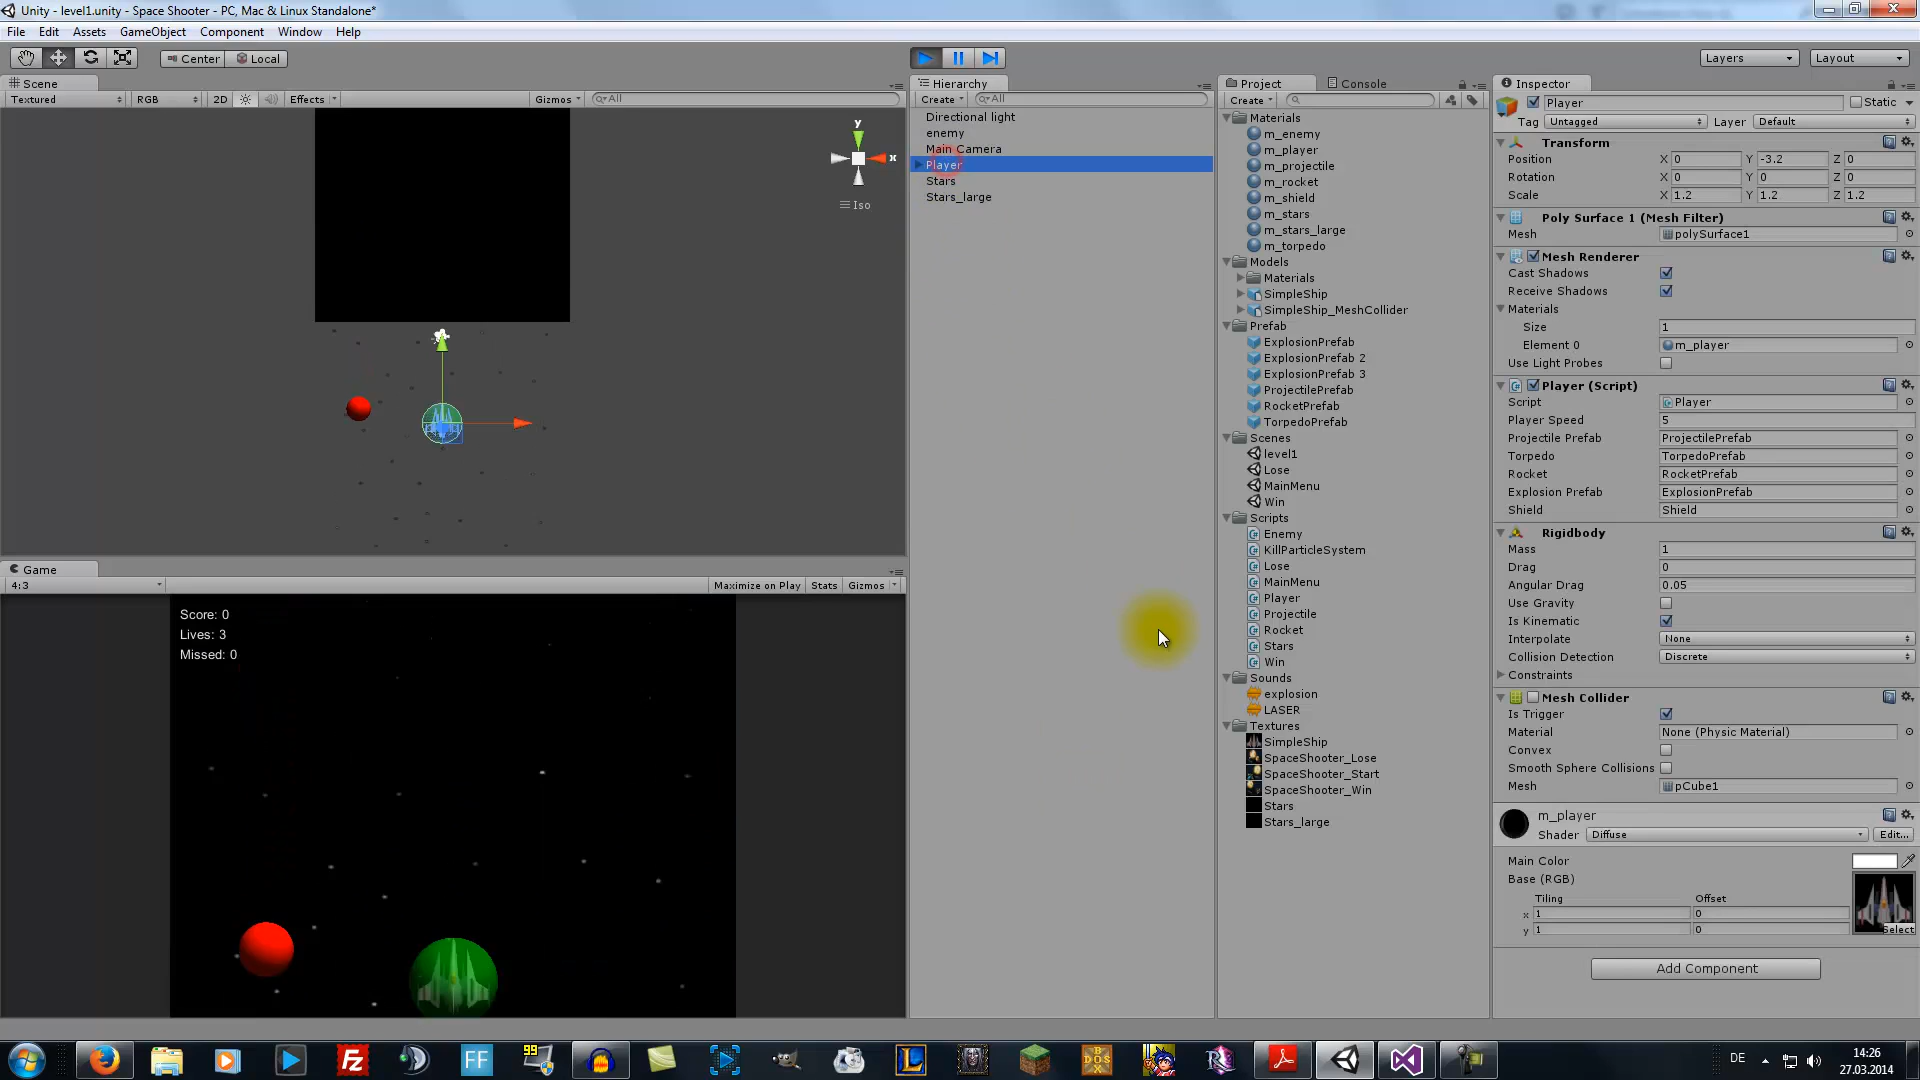 Unity - level1.unity - Space Shooter - PC, Mac & Linux Standalone*
File Edit Assets GameObject Component Window Help
Center Local Layers Layout
Scene
Textured RGB 2D Effects Gizmos All
y
x
Iso
Game
4:3 Maximize on Play Stats Gizmos
Score: 0
Lives: 3
Missed: 0
Hierarchy
Create All
Directional light
enemy
Main Camera
Player
Stars
Stars_large
Project Console
Create
Materials
m_enemy
m_player
m_projectile
m_rocket
m_shield
m_stars
m_stars_large
m_torpedo
Models
Materials
SimpleShip
SimpleShip_MeshCollider
Prefab
ExplosionPrefab
ExplosionPrefab 2
ExplosionPrefab 3
ProjectilePrefab
RocketPrefab
TorpedoPrefab
Scenes
level1
Lose
MainMenu
Win
Scripts
Enemy
KillParticleSystem
Lose
MainMenu
Player
Projectile
Rocket
Stars
Win
Sounds
explosion
LASER
Textures
SimpleShip
SpaceShooter_Lose
SpaceShooter_Start
SpaceShooter_Win
Stars
Stars_large
Inspector
Player Static
Tag Untagged Layer Default
Transform
Position X 0 Y -3.2 Z 0
Rotation X 0 Y 0 Z 0
Scale X 1.2 Y 1.2 Z 1.2
Poly Surface 1 (Mesh Filter)
Mesh polySurface1
Mesh Renderer
Cast Shadows
Receive Shadows
Materials
Size 1
Element 0 m_player
Use Light Probes
Player (Script)
Script Player
Player Speed 5
Projectile Prefab ProjectilePrefab
Torpedo TorpedoPrefab
Rocket RocketPrefab
Explosion Prefab ExplosionPrefab
Shield Shield
Rigidbody
Mass 1
Drag 0
Angular Drag 0.05
Use Gravity
Is Kinematic
Interpolate None
Collision Detection Discrete
Constraints
Mesh Collider
Is Trigger
Material None (Physic Material)
Convex
Smooth Sphere Collisions
Mesh pCube1
m_player
Shader Diffuse Edit...
Main Color
Base (RGB)
Tiling Offset
x 1 0
y 1 0
Select
Add Component
FZ FF 99 L DOS BOX R
DE 14:26
27.03.2014